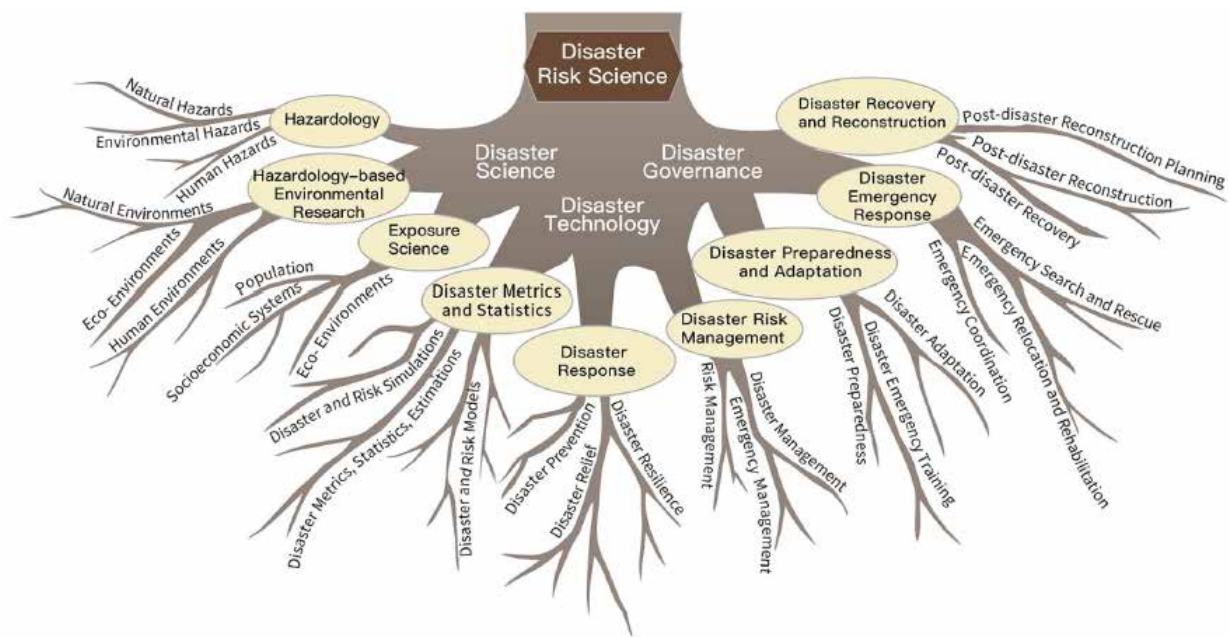 Disaster
Risk Science
Disaster
Science
Disaster
Technology
Disaster
Governance
Hazardology
Natural Hazards
Environmental Hazards
Human Hazards
Hazardology-based
Environmental
Research
Natural Environments
Eco-Environments
Human Environments
Exposure
Science
Population
Socioeconomic Systems
Eco- Environments
Disaster Metrics
and Statistics
Disaster and Risk Simulations
Disaster Metrics, Statistics, Estimations
Disaster and Risk Models
Disaster
Response
Disaster Prevention
Disaster Relief
Disaster Resilience
Disaster Risk
Management
Risk Management
Emergency Management
Disaster Management
Disaster Preparedness
and Adaptation
Disaster Preparedness
Disaster Emergency Training
Disaster Adaptation
Disaster
Emergency
Response
Emergency Coordination
Emergency Relocation and Rehabilitation
Emergency Search and Rescue
Disaster Recovery
and Reconstruction
Post-disaster Recovery
Post-disaster Reconstruction
Post-disaster Reconstruction Planning